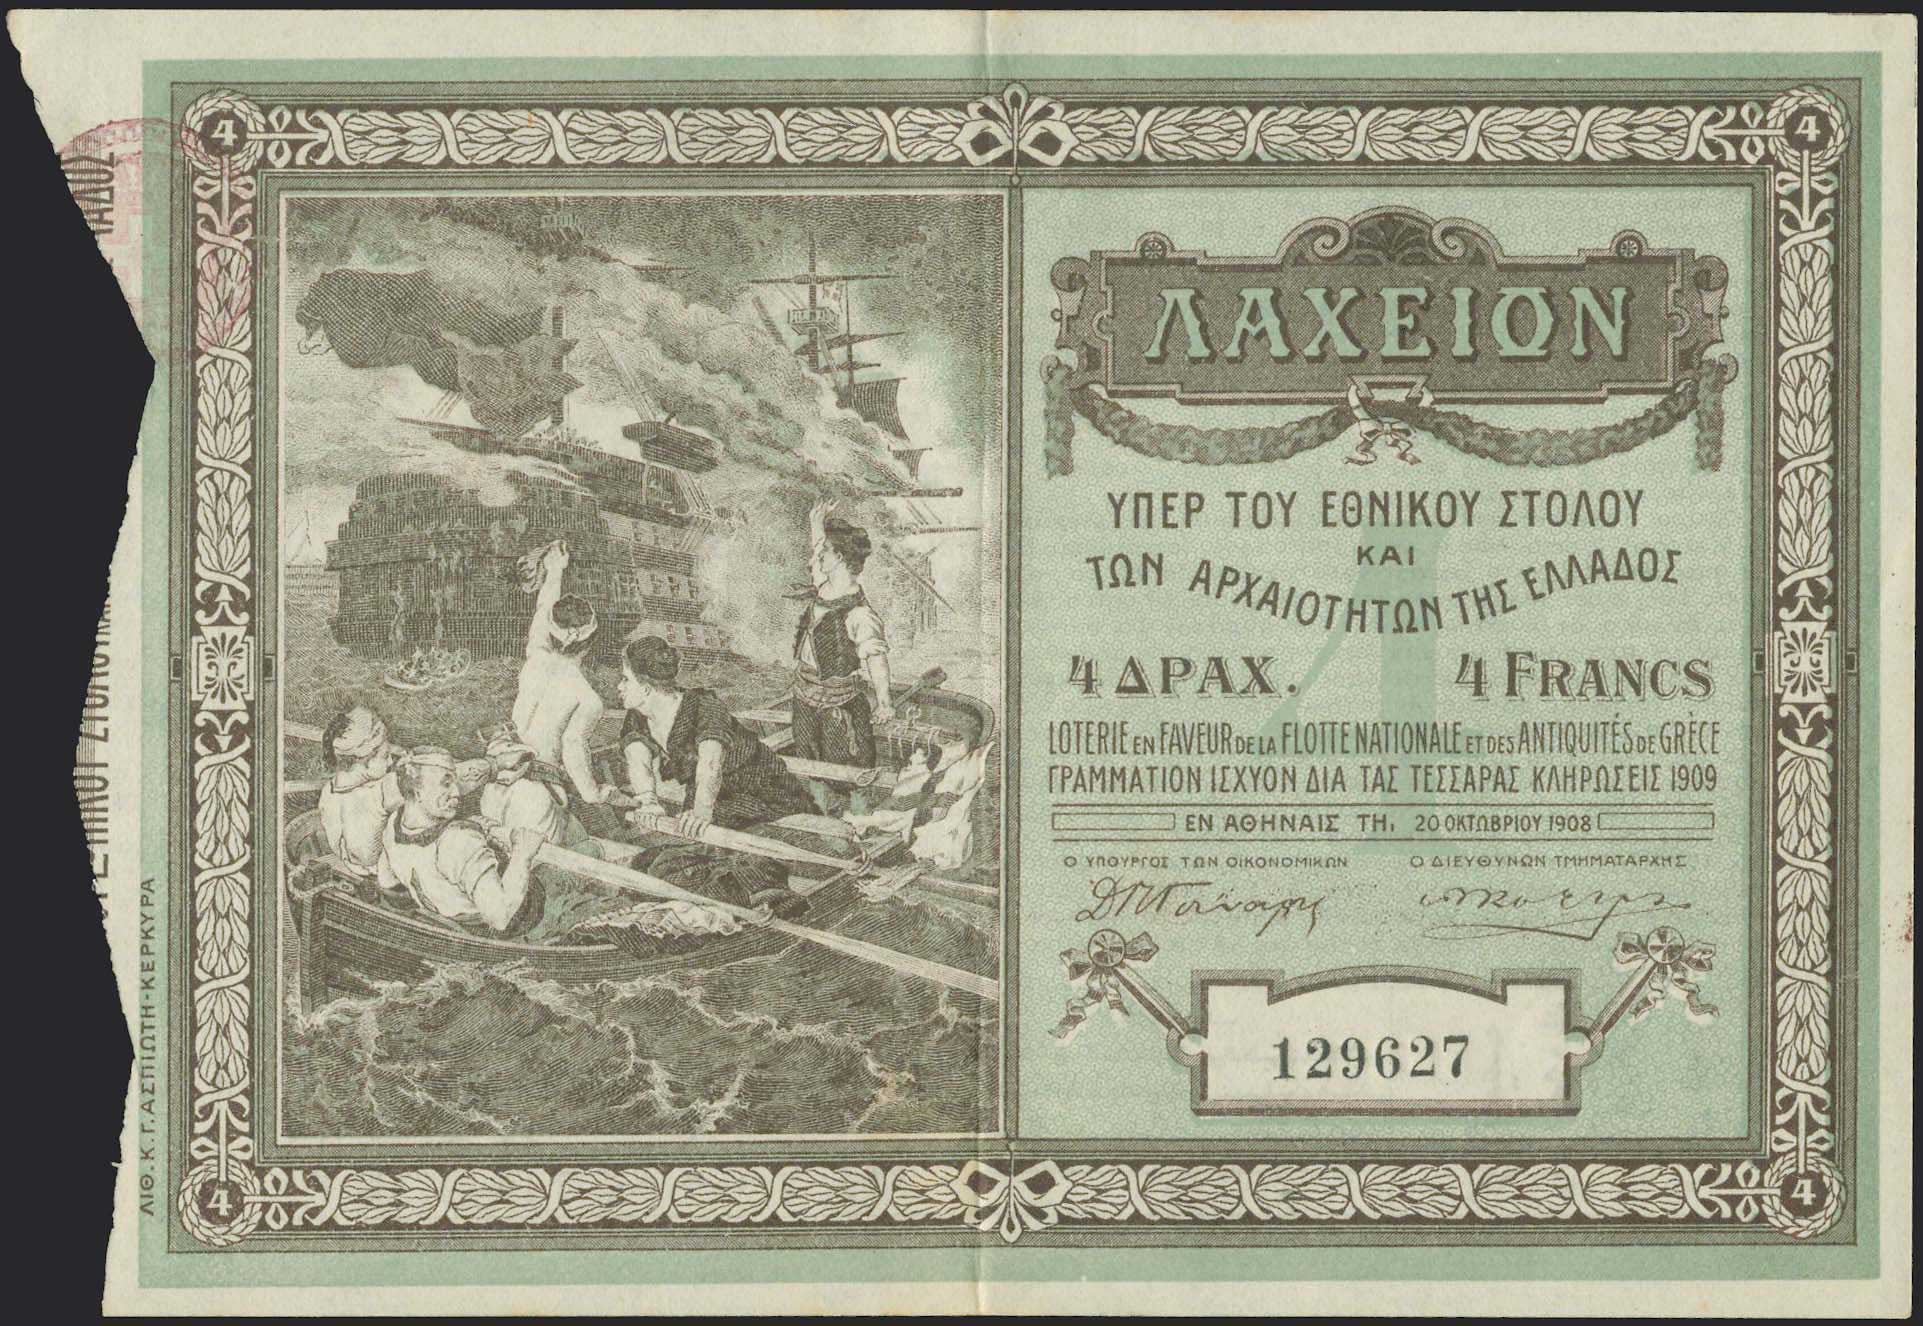 4
4
ΛΑΧΕΙΟΝ
ΥΠΕΡ ΤΟΥ ΕΘΝΙΚΟΥ ΣΤΟΛΟΥ
ΚΑΙ
ΤΩΝ ΑΡΧΑΙΟΤΗΤΩΝ ΤΗΣ ΕΛΛΑΔΟΣ
4 ΔΡΑΧ. 4 FRANCS
LOTERIE EN FAVEUR DE LA FLOTTE NATIONALE ET DES ANTIQUITÉS DE GRÈCE
ΓΡΑΜΜΑΤΙΟΝ ΙΣΧΥΟΝ ΔΙΑ ΤΑΣ ΤΕΣΣΑΡΑΣ ΚΛΗΡΩΣΕΙΣ 1909
ΕΝ ΑΘΗΝΑΙΣ ΤΗι 20 ΟΚΤΩΒΡΙΟΥ 1908
Ο ΥΠΟΥΡΓΟΣ ΤΩΝ ΟΙΚΟΝΟΜΙΚΩΝ
Ο ΔΙΕΥΘΥΝΩΝ ΤΜΗΜΑΤΑΡΧΗΣ
129627
4
4
ΛΙΘ. Κ. Γ. ΑΣΠΙΩΤΗ-ΚΕΡΚΥΡΑ